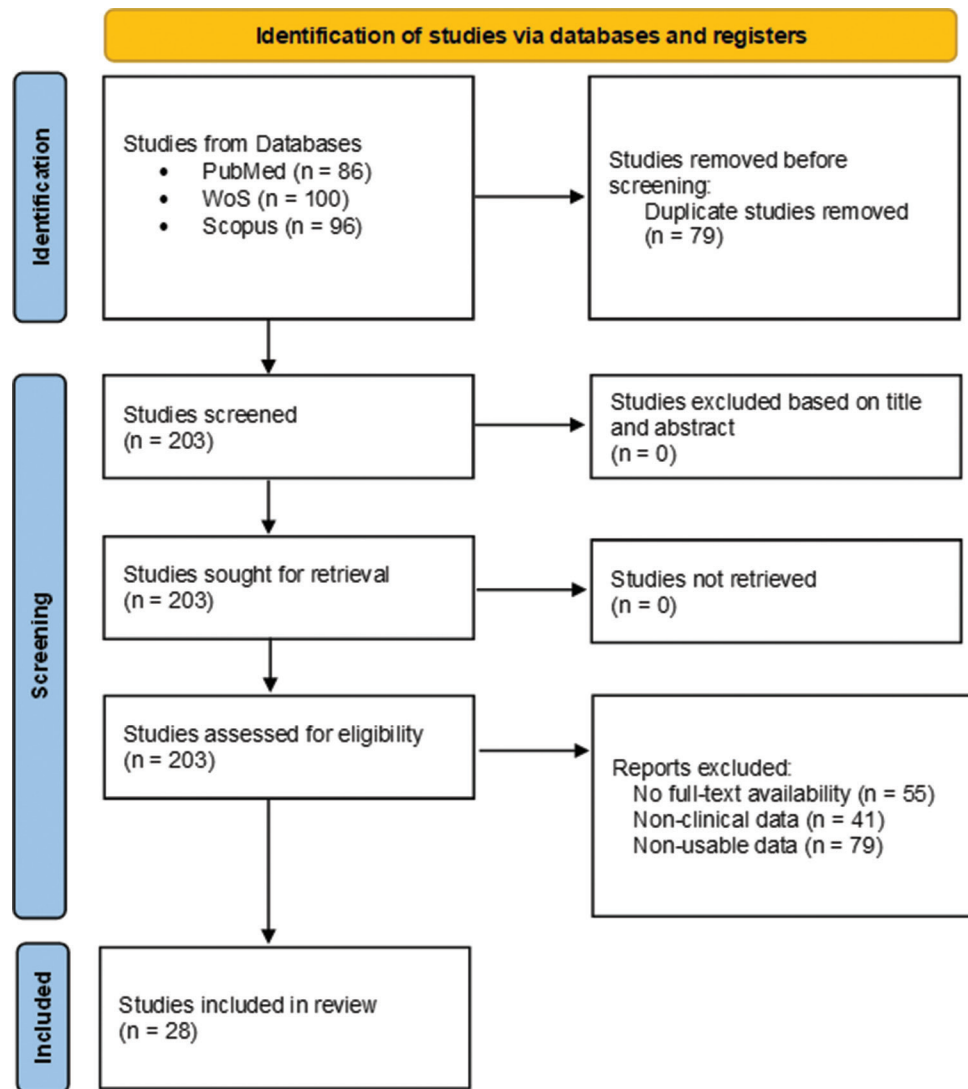 Identification of studies via databases and registers
Identification
Studies from Databases
• PubMed (n = 86)
• WoS (n = 100)
• Scopus (n = 96)
Studies removed before
screening:
Duplicate studies removed
(n = 79)
Screening
Studies screened
(n = 203)
Studies excluded based on title
and abstract
(n = 0)
Studies sought for retrieval
(n = 203)
Studies not retrieved
(n = 0)
Studies assessed for eligibility
(n = 203)
Reports excluded:
No full-text availability (n = 55)
Non-clinical data (n = 41)
Non-usable data (n = 79)
Included
Studies included in review
(n = 28)